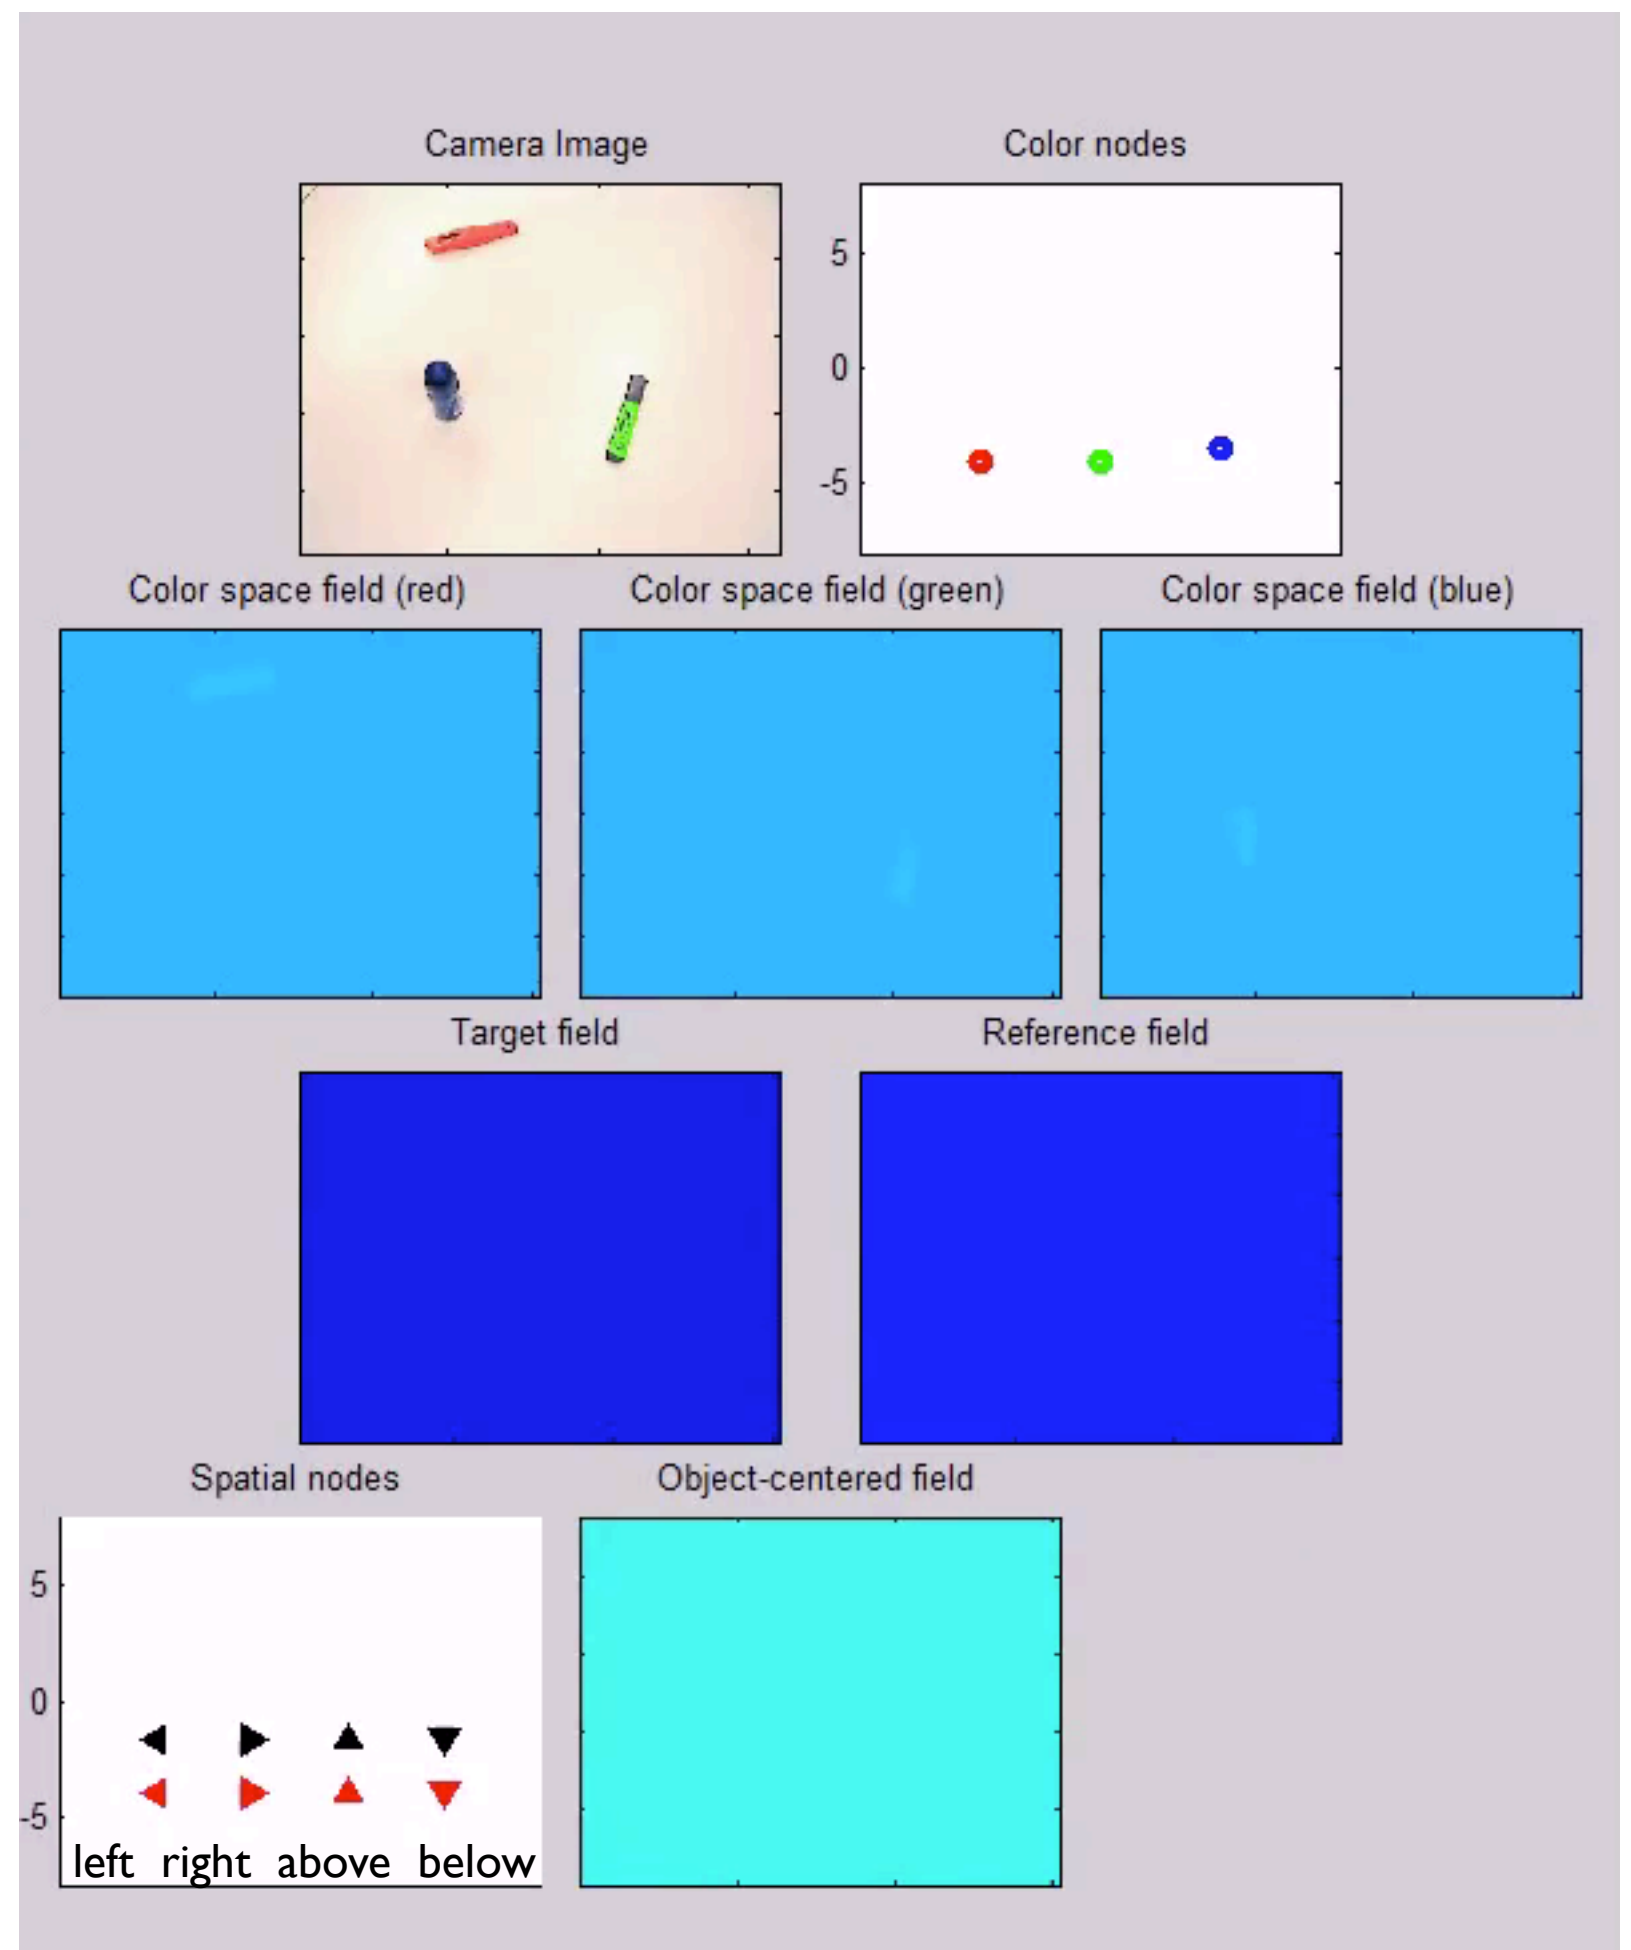 Camera Image
Color nodes
5
0
-5
Color space field (red)
Color space field (green)
Color space field (blue)
Target field
Reference field
Spatial nodes
Object-centered field
5
0
-5
left right above below